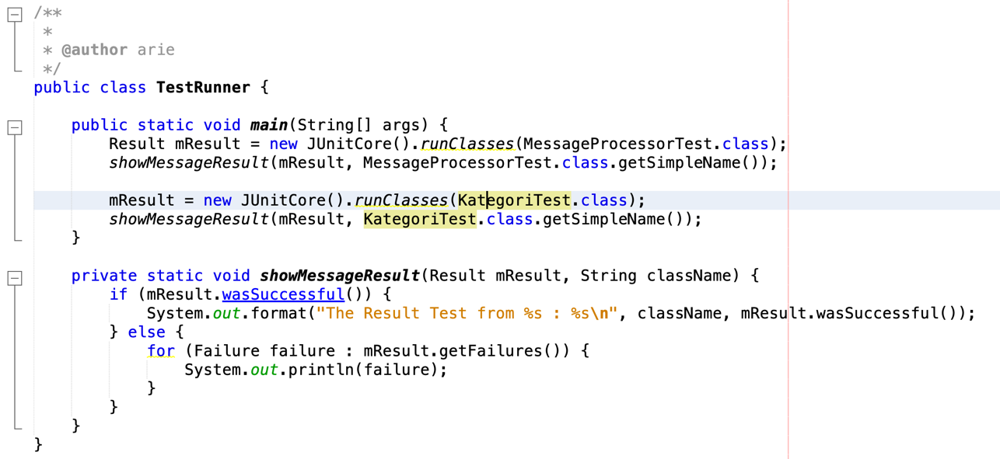 /**
 *
 * @author arie
 */
public class TestRunner {

    public static void main(String[] args) {
        Result mResult = new JUnitCore().runClasses(MessageProcessorTest.class);
        showMessageResult(mResult, MessageProcessorTest.class.getSimpleName());

        mResult = new JUnitCore().runClasses(KategoriTest.class);
        showMessageResult(mResult, KategoriTest.class.getSimpleName());
    }

    private static void showMessageResult(Result mResult, String className) {
        if (mResult.wasSuccessful()) {
            System.out.format("The Result Test from %s : %s\n", className, mResult.wasSuccessful());
        } else {
            for (Failure failure : mResult.getFailures()) {
                System.out.println(failure);
            }
        }
    }
}